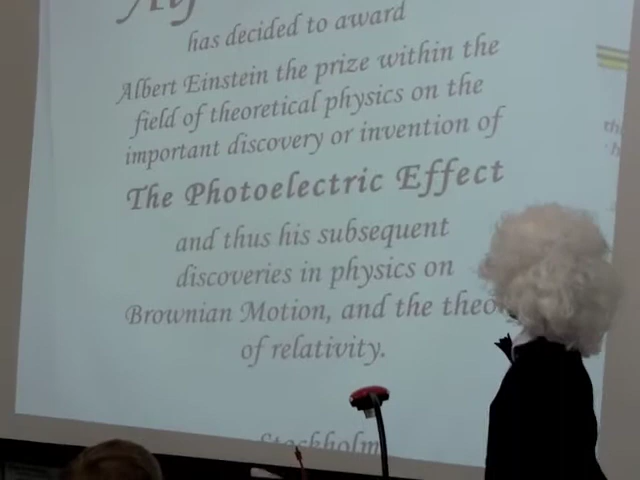 has decided to award
Albert Einstein the prize within the
field of theoretical physics on the
important discovery or invention of
The Photoelectric Effect
and thus his subsequent
discoveries in physics on
Brownian Motion, and the theo
of relativity.
Stockholm